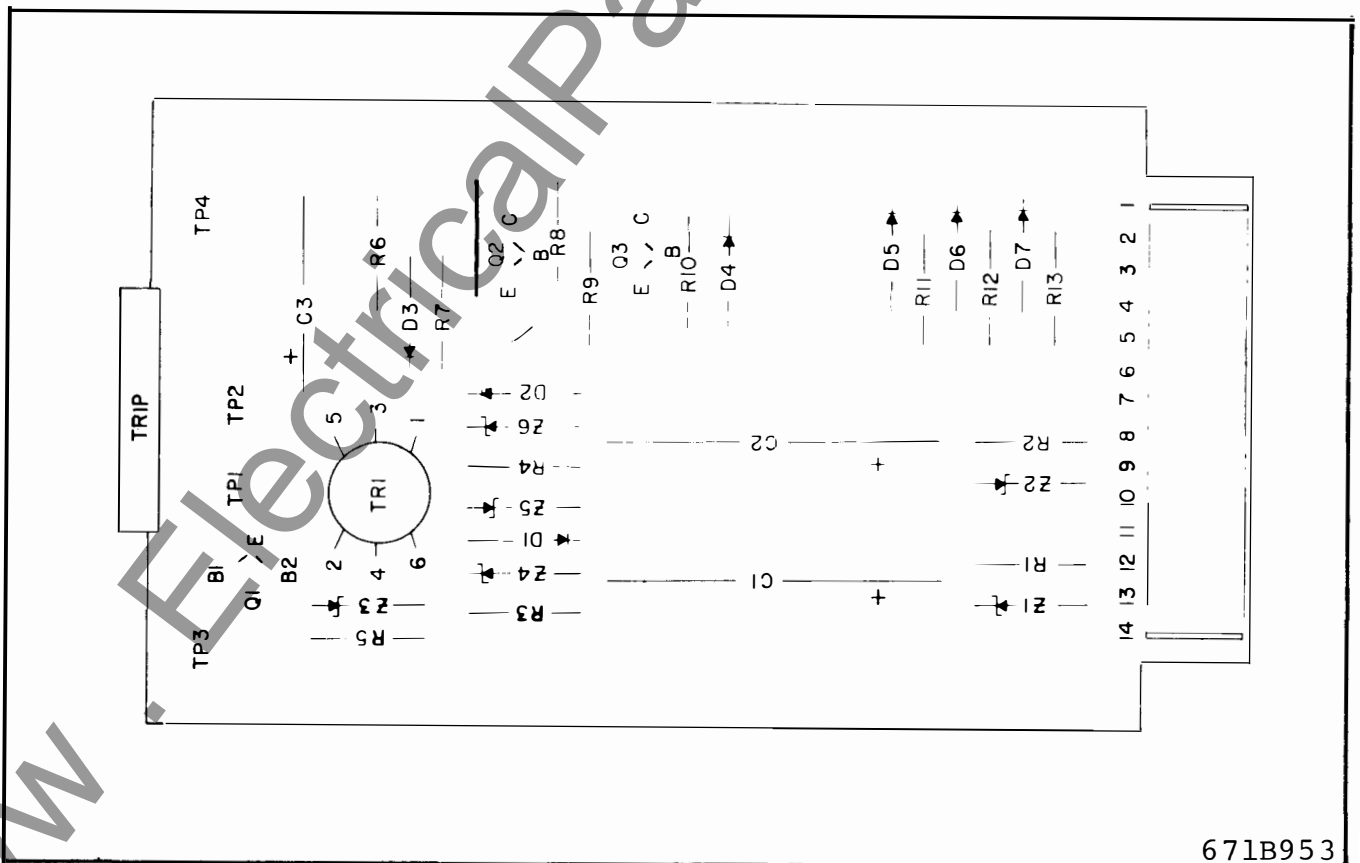 www. ElectricalPa
TRIP
TP4
TP2
TP1
TP3
C3
+
R6
D3
R7
Q2
E
B
C
R8
R9
Q3
E
B
C
R10
D4
D5
R11
D6
R12
D7
R13
1
2
3
4
5
6
7
8
9
10
11
12
13
14
B1
E
B2
Q1
TR1
5
3
1
2
4
6
Z3
R5
D2
Z6
R4
Z5
D1
Z4
R3
C2
+
C1
+
R2
Z2
R1
Z1
671B953